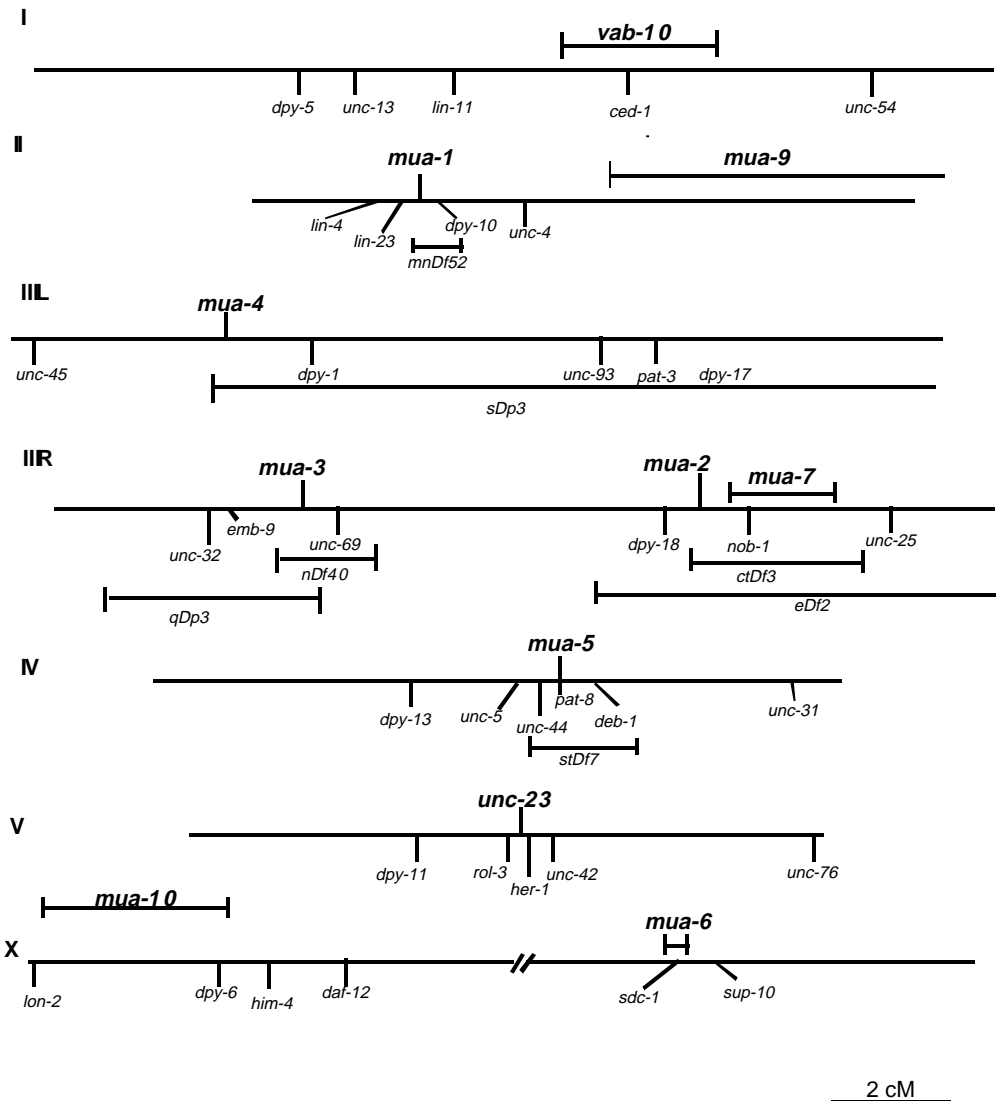 I
vab-10
dpy-5 unc-13 lin-11 ced-1 unc-54
II
mua-1 mua-9
lin-4 lin-23 dpy-10 unc-4
mnDf52
IIIL
mua-4
unc-45 dpy-1 unc-93 pat-3 dpy-17
sDp3
IIIR
mua-3 mua-2 mua-7
unc-32 emb-9 unc-69 dpy-18 nob-1 unc-25
nDf40 ctDf3
qDp3 eDf2
IV
mua-5
dpy-13 unc-5 unc-44 pat-8 deb-1 unc-31
stDf7
V
unc-23
dpy-11 rol-3 her-1 unc-42 unc-76
X
mua-10 mua-6
lon-2 dpy-6 him-4 daf-12 sdc-1 sup-10
2 cM